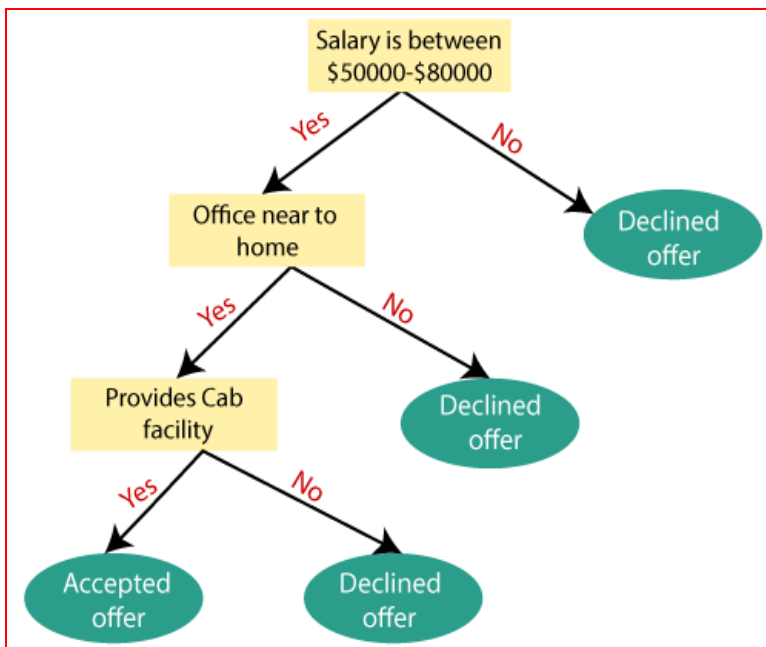 Salary is between
$50000-$80000
Yes
No
Office near to
home
Declined
offer
Yes
No
Provides Cab
facility
Declined
offer
Yes
No
Accepted
offer
Declined
offer